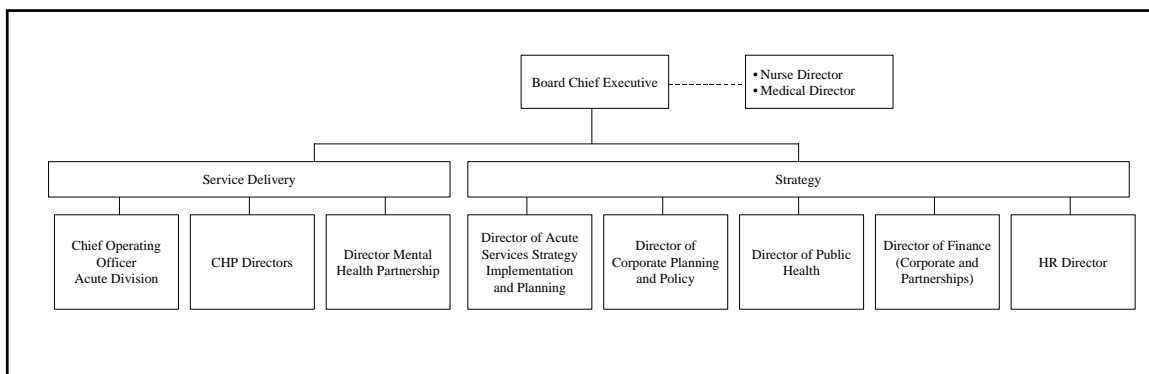 Board Chief Executive
• Nurse Director
• Medical Director
Service Delivery
Strategy
Chief Operating
Officer
Acute Division
CHP Directors
Director Mental
Health Partnership
Director of Acute
Services Strategy
Implementation
and Planning
Director of
Corporate Planning
and Policy
Director of Public
Health
Director of Finance
(Corporate and
Partnerships)
HR Director